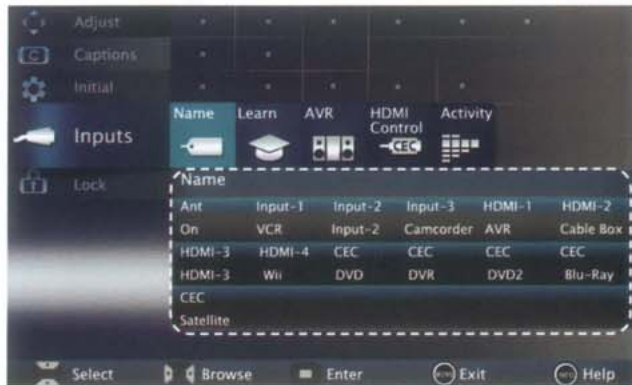 Adjust
C
Captions
Initial
Inputs
Name Learn AVR HDMI Control Activity
CEC
Lock
Name
Ant Input-1 Input-2 Input-3 HDMI-1 HDMI-2
On VCR Input-2 Camcorder AVR Cable Box
HDMI-3 HDMI-4 CEC CEC CEC CEC
HDMI-3 Wii DVD DVR DVD2 Blu-Ray
CEC
Satellite
Select Browse Enter Exit Help